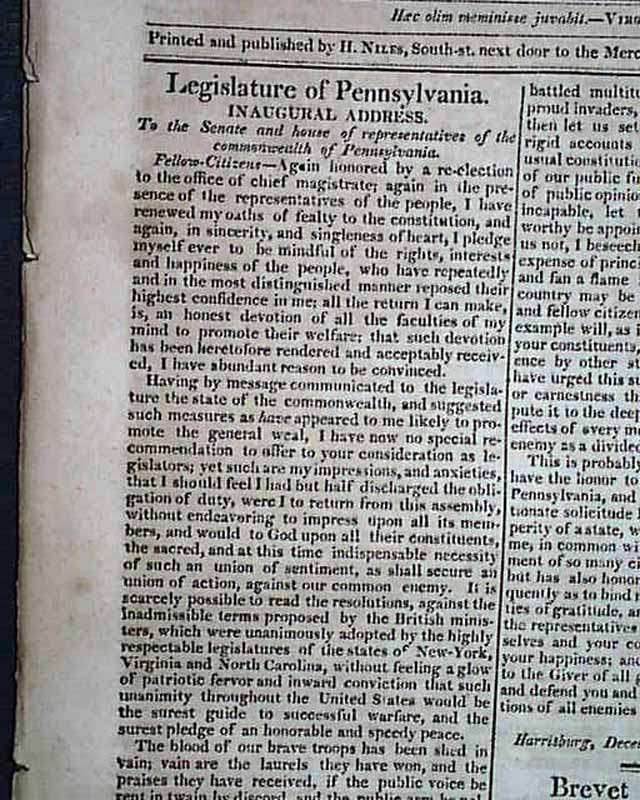 Hæc olim meminisse juvabit.—VIRG
Printed and published by H. NILES, South-st. next door to the Merc
Legislature of Pennsylvania.
INAUGURAL ADDRESS.
To the Senate and house of representatives of the
commonwealth of Pennsylvania.
Fellow-Citizens—Again honored by a re-election
to the office of chief magistrate; again in the pre-
sence of the representatives of the people, I have
renewed my oaths of fealty to the constitution, and
again, in sincerity, and singleness of heart, I pledge
myself ever to be mindful of the rights, interests
and happiness of the people, who have repeatedly
and in the most distinguished manner reposed their
highest confidence in me; all the return I can make,
is, an honest devotion of all the faculties of my
mind to promote their welfare; that such devotion
has been heretofore rendered and acceptably receiv-
ed, I have abundant reason to be convinced.
Having by message communicated to the legisla-
ture the state of the commonwealth, and suggested
such measures as have appeared to me likely to pro-
mote the general weal, I have now no special re-
commendation to offer to your consideration as le-
gislators; yet such are my impressions, and anxieties,
that I should feel I had but half discharged the obli-
gation of duty, were I to return from this assembly,
without endeavoring to impress upon all its mem-
bers, and would to God upon all their constituents,
the sacred, and at this time indispensable necessity
of such an union of sentiment, as shall secure an
union of action, against our common enemy. It is
scarcely possible to read the resolutions, against the
inadmissible terms proposed by the British minis-
ters, which were unanimously adopted by the highly
respectable legislatures of the states of New-York,
Virginia and North Carolina, without feeling a glow
of patriotic fervor and inward conviction that such
unanimity throughout the United States would be
the surest guide to successful warfare, and the
surest pledge of an honorable and speedy peace.
The blood of our brave troops has been shed in
vain; vain are the laurels they have won, and the
praises they have received, if the public voice be
rent in twain by discord, and the public arm be
battled multitu
proud invaders,
then let us set
rigid accounts
usual constitutio
of our public fu
of public opinion
incapable, let
worthy be appoin
us not, I beseech
expense of princi
and fan a flame
country may be
and fellow citizen
example will, as i
your constituents,
ence by other st
have urged this su
or earnestness th
pute it to the deep
effects of every me
enemy as a divided
This is probably
have the honor to
Pennsylvania, and
tionate solicitude
perity of a state, w
me, in common wi
ment of so many ci
but has also honor
quently as to bind m
ties of gratitude, a
the representatives
selves and your co
your happiness; and
to the Giver of all g
and defend you and
tions of all enemies
Harrisburg, Dece
Brevet